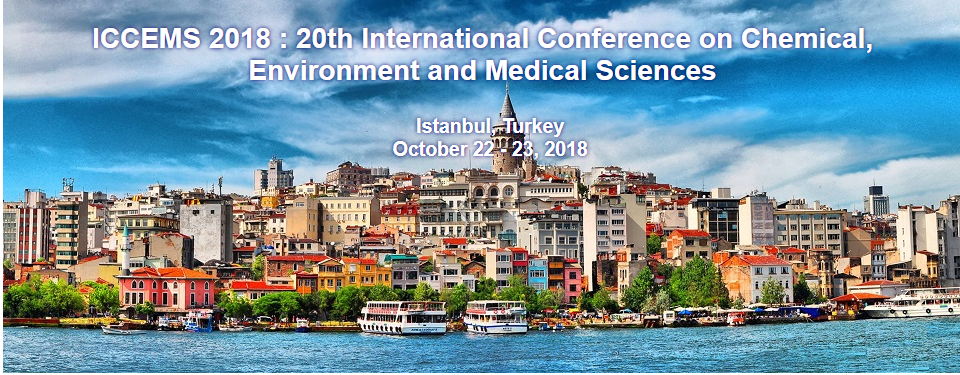 ICCEMS 2018 : 20th International Conference on Chemical,
Environment and Medical Sciences
Istanbul, Turkey
October 22 - 23, 2018